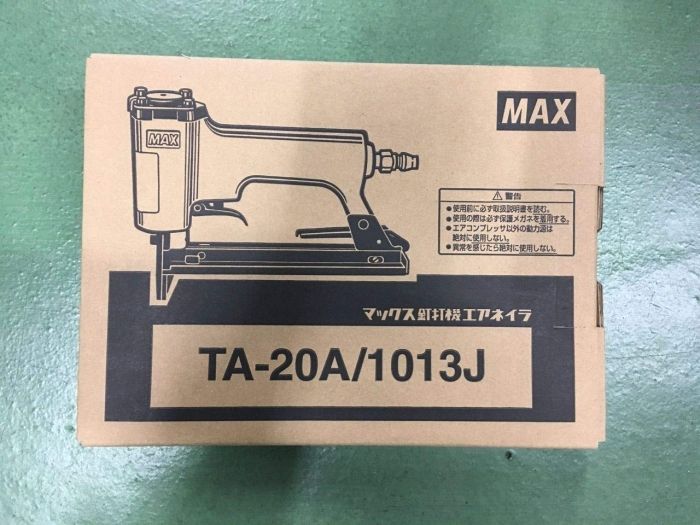 MAX
MAX
⚠警告
●使用前に必ず取扱説明書を読む。
●使用の際は必ず保護メガネを着用する。
●エアコンプレッサ以外の動力源は
絶対に使用しない。
●異常を感じたら絶対に使用しない。
マックス釘打機エアネイラ
TA-20A/1013J